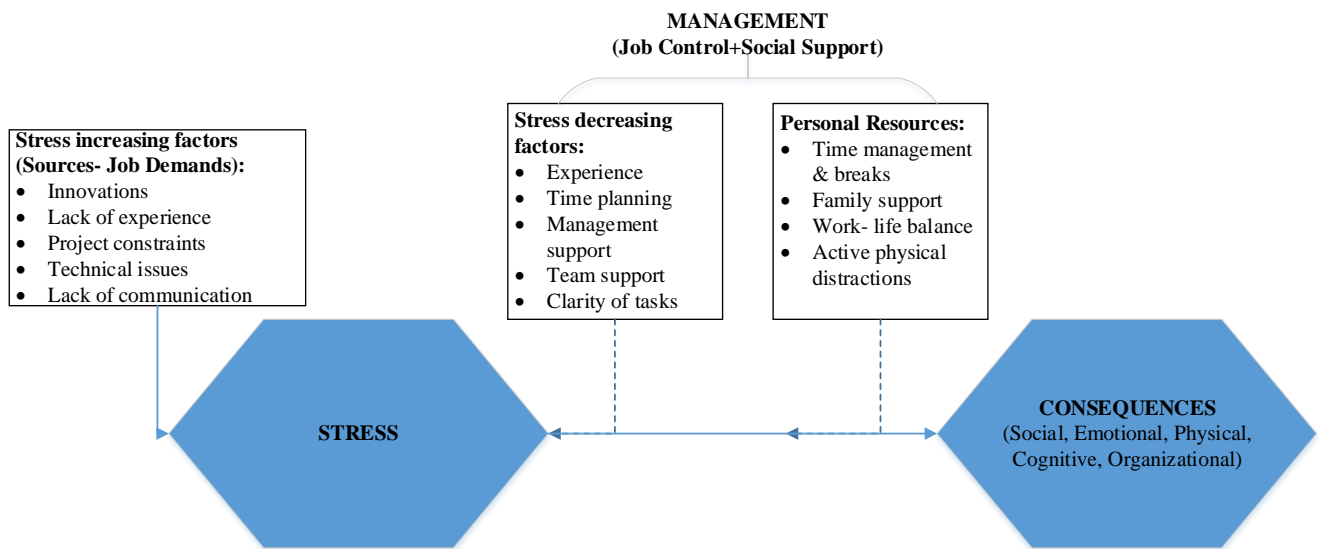 MANAGEMENT
(Job Control+Social Support)
Stress increasing factors
(Sources- Job Demands):
• Innovations
• Lack of experience
• Project constraints
• Technical issues
• Lack of communication
Stress decreasing
factors:
• Experience
• Time planning
• Management
support
• Team support
• Clarity of tasks
Personal Resources:
• Time management
& breaks
• Family support
• Work- life balance
• Active physical
distractions
STRESS
CONSEQUENCES
(Social, Emotional, Physical,
Cognitive, Organizational)